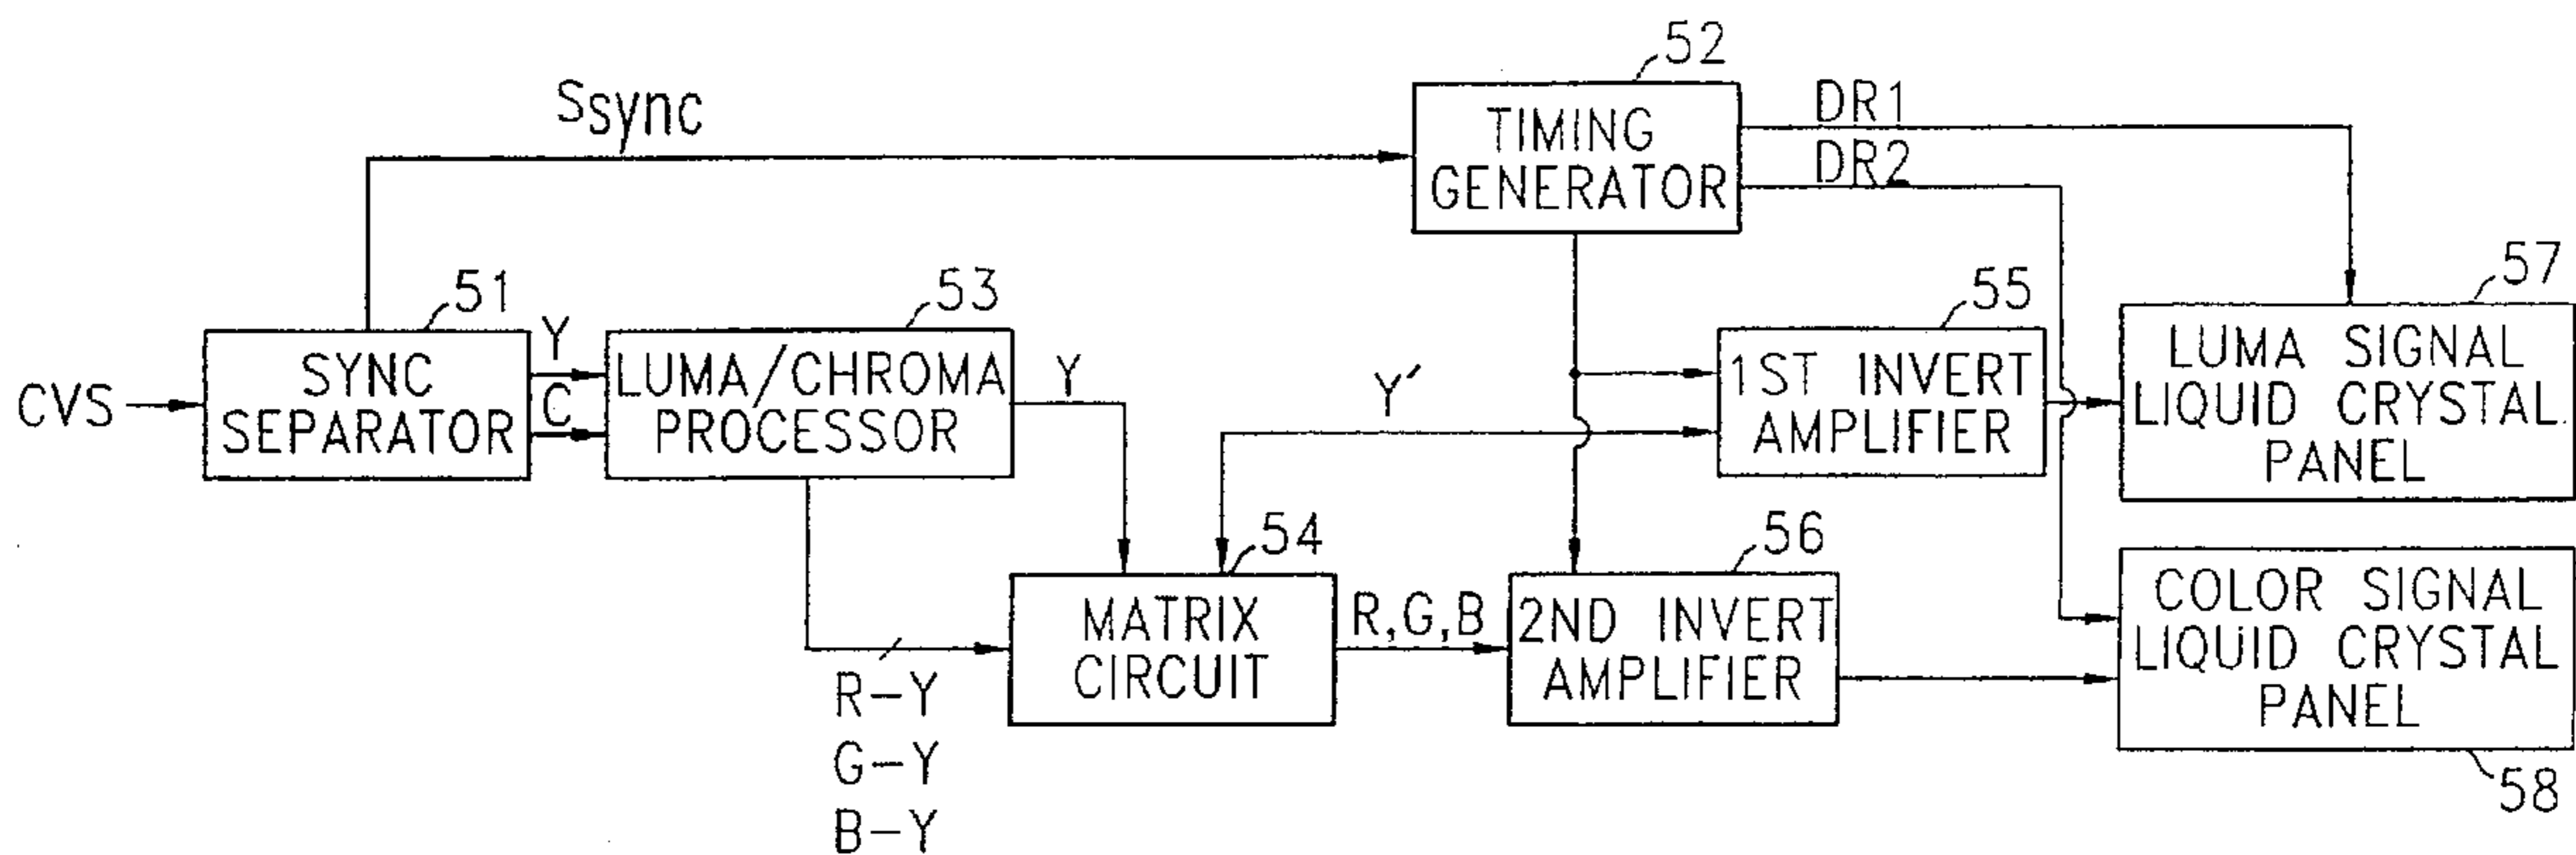 52
Ssync
DR1
TIMING
GENERATOR
DR2
51
53
55
57
CVS
SYNC
SEPARATOR
Y
C
LUMA/CHROMA
PROCESSOR
Y
Y'
1ST INVERT
AMPLIFIER
LUMA SIGNAL
LIQUID CRYSTAL
PANEL
54
56
R-Y
G-Y
B-Y
MATRIX
CIRCUIT
R,G,B
2ND INVERT
AMPLIFIER
COLOR SIGNAL
LIQUID CRYSTAL
PANEL
58